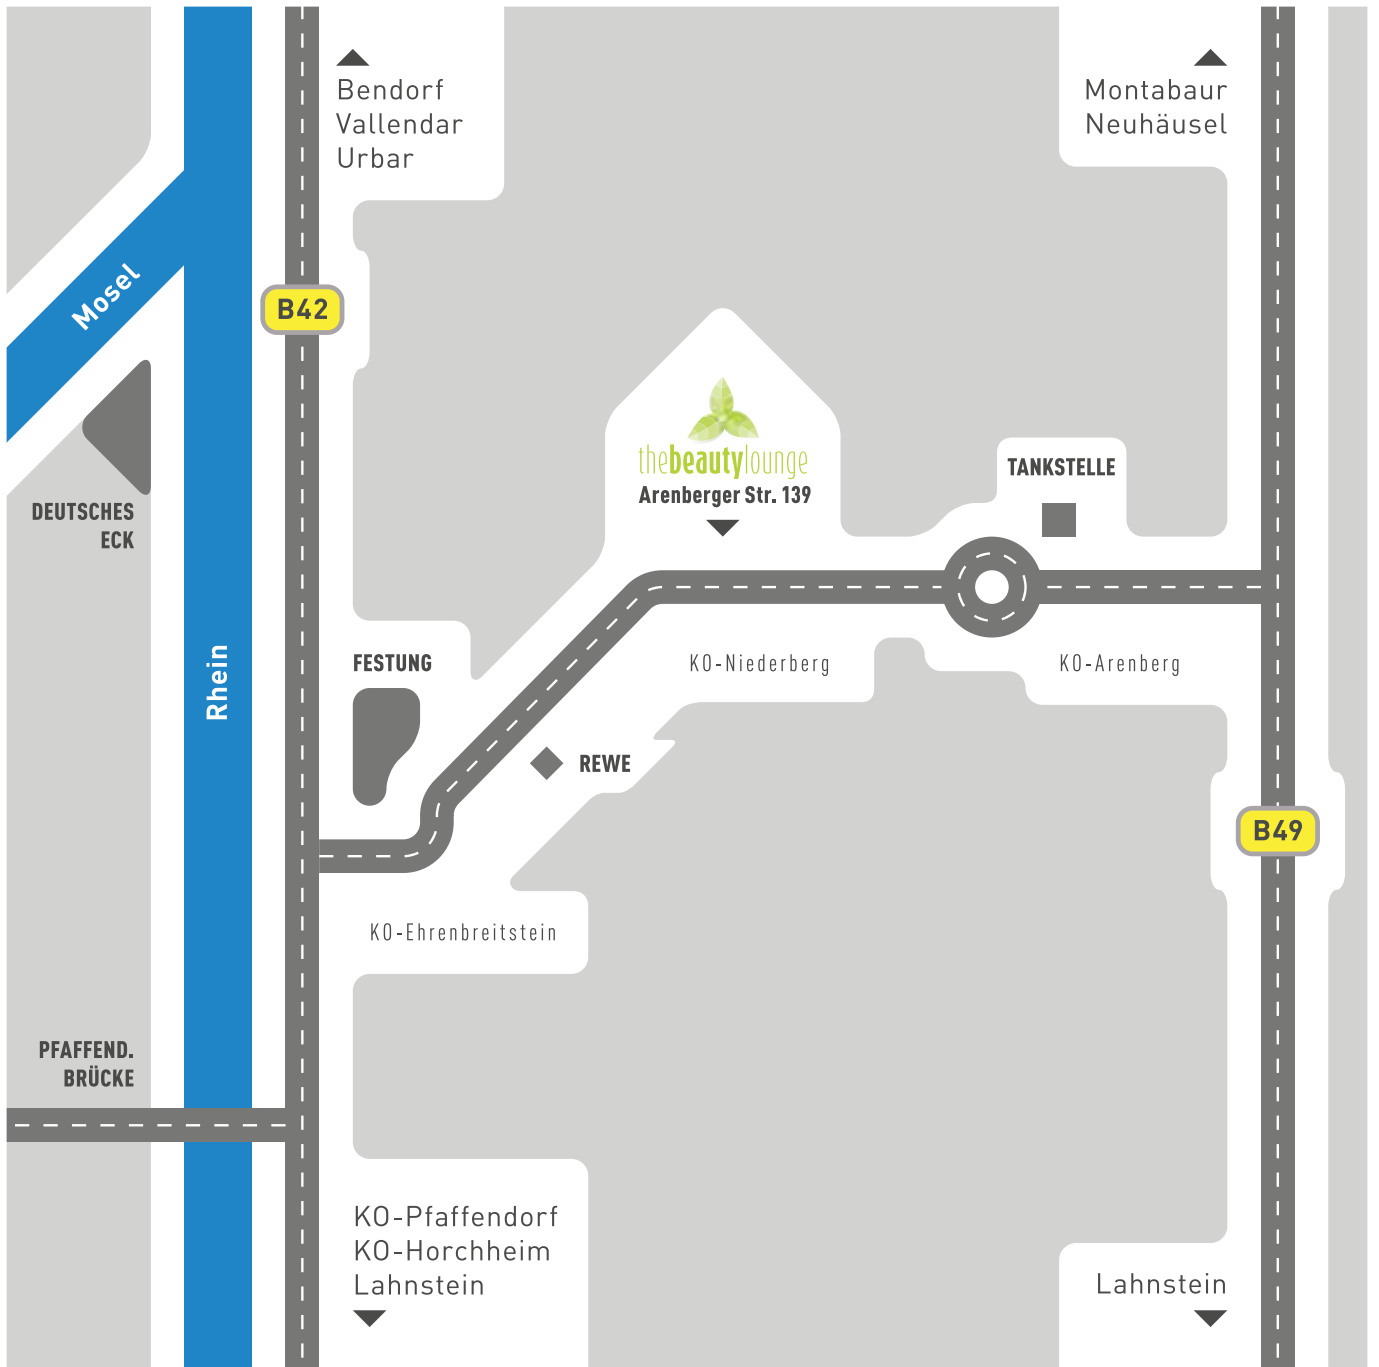 Bendorf
Vallendar
Urbar
Montabaur
Neuhäusel
Mosel
B42
thebeautylounge
Arenberger Str. 139
TANKSTELLE
DEUTSCHES
ECK
Rhein
FESTUNG
KO-Niederberg
KO-Arenberg
REWE
B49
KO-Ehrenbreitstein
PFAFFEND.
BRÜCKE
KO-Pfaffendorf
KO-Horchheim
Lahnstein
Lahnstein